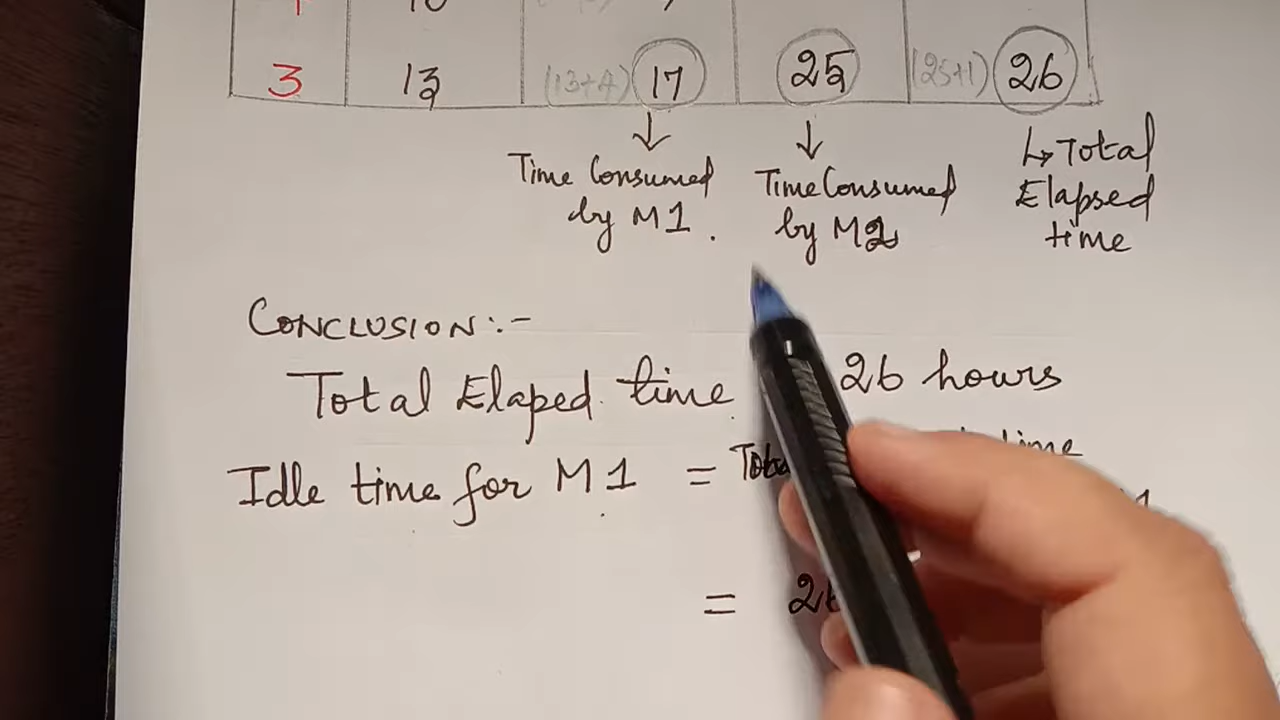 3 13 (13+4) 17 25 (25+1) 26
Time Consumed by M1.
Time Consumed by M2
↳ Total Elapsed time
CONCLUSION:-
Total Elaped time 26 hours
Idle time for M1 = time
=